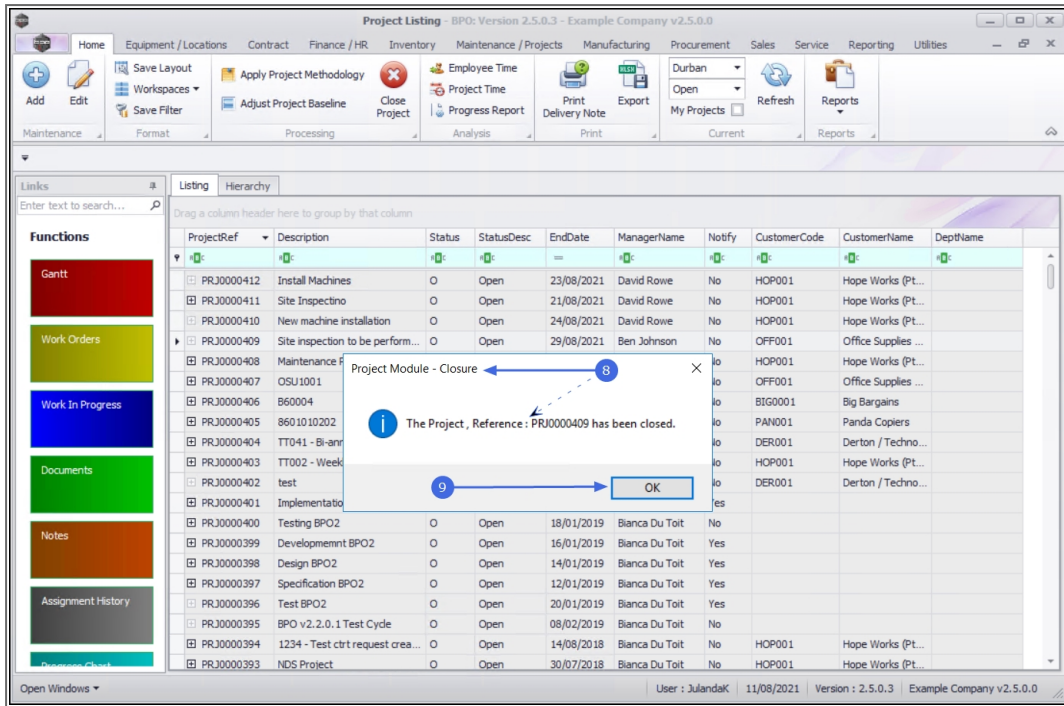 Project Listing - BPO: Version 2.5.0.3 - Example Company v2.5.0.0
Home Equipment / Locations Contract Finance / HR Inventory Maintenance / Projects Manufacturing Procurement Sales Service Reporting Utilities
Add
Edit
Save Layout
Workspaces
Save Filter
Apply Project Methodology
Adjust Project Baseline
Close Project
Employee Time
Project Time
Progress Report
Print Delivery Note
Export
Durban
Open
My Projects
Refresh
Reports
Maintenance Format Processing Analysis Print Current Reports
Links
Enter text to search...
Functions
Gantt
Work Orders
Work In Progress
Documents
Notes
Assignment History
Progress Chart
Listing Hierarchy
Drag a column header here to group by that column
ProjectRef Description Status StatusDesc EndDate ManagerName Notify CustomerCode CustomerName DeptName
PRJ0000412 Install Machines O Open 23/08/2021 David Rowe No HOP001 Hope Works (Pt...
PRJ0000411 Site Inspectino O Open 21/08/2021 David Rowe No HOP001 Hope Works (Pt...
PRJ0000410 New machine installation O Open 24/08/2021 David Rowe No HOP001 Hope Works (Pt...
PRJ0000409 Site inspection to be perform... O Open 29/08/2021 Ben Johnson No OFF001 Office Supplies ...
PRJ0000408 Maintenance No HOP001 Hope Works (Pt...
PRJ0000407 OSU1001 No OFF001 Office Supplies ...
PRJ0000406 B60004 No BIG0001 Big Bargains
PRJ0000405 8601010202 No PAN001 Panda Copiers
PRJ0000404 TT041 - Bi-ann No DER001 Derton / Techno...
PRJ0000403 TT002 - Week No HOP001 Hope Works (Pt...
PRJ0000402 test No DER001 Derton / Techno...
PRJ0000401 Implementatio Yes
PRJ0000400 Testing BPO2 O Open 18/01/2019 Bianca Du Toit No
PRJ0000399 Developmemnt BPO2 O Open 16/01/2019 Bianca Du Toit Yes
PRJ0000398 Design BPO2 O Open 14/01/2019 Bianca Du Toit Yes
PRJ0000397 Specification BPO2 O Open 12/01/2019 Bianca Du Toit Yes
PRJ0000396 Test BPO2 O Open 20/01/2019 Bianca Du Toit Yes
PRJ0000395 BPO v2.2.0.1 Test Cycle O Open 08/02/2019 Bianca Du Toit No
PRJ0000394 1234 - Test ctrt request crea... O Open 14/08/2018 Bianca Du Toit No HOP001 Hope Works (Pt...
PRJ0000393 NDS Project O Open 30/07/2018 Bianca Du Toit No HOP001 Hope Works (Pt...
Project Module - Closure
8
The Project , Reference : PRJ0000409 has been closed.
9
OK
Open Windows
User : JulandaK 11/08/2021 Version : 2.5.0.3 Example Company v2.5.0.0